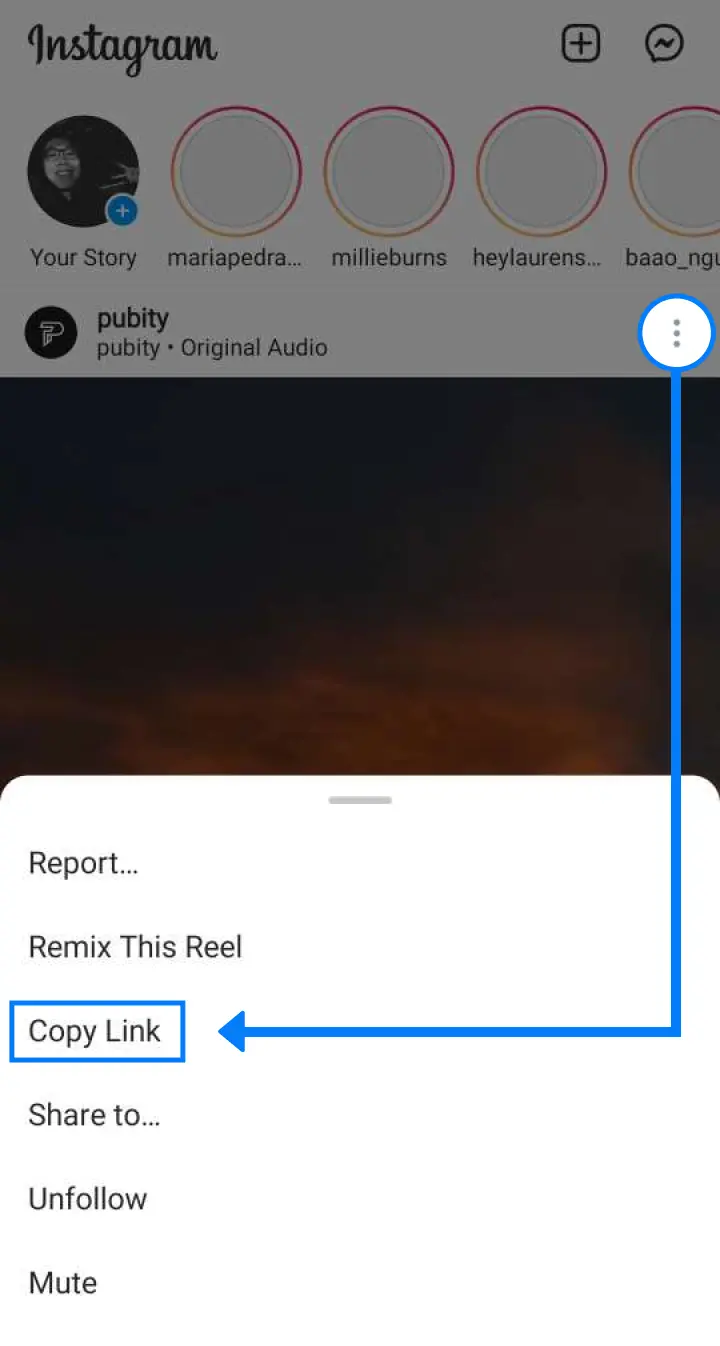 Instagram
Your Story
mariapedra...
millieburns
heylaurens...
baao_ngu
pubity
pubity • Original Audio
Report...
Remix This Reel
Copy Link
Share to...
Unfollow
Mute